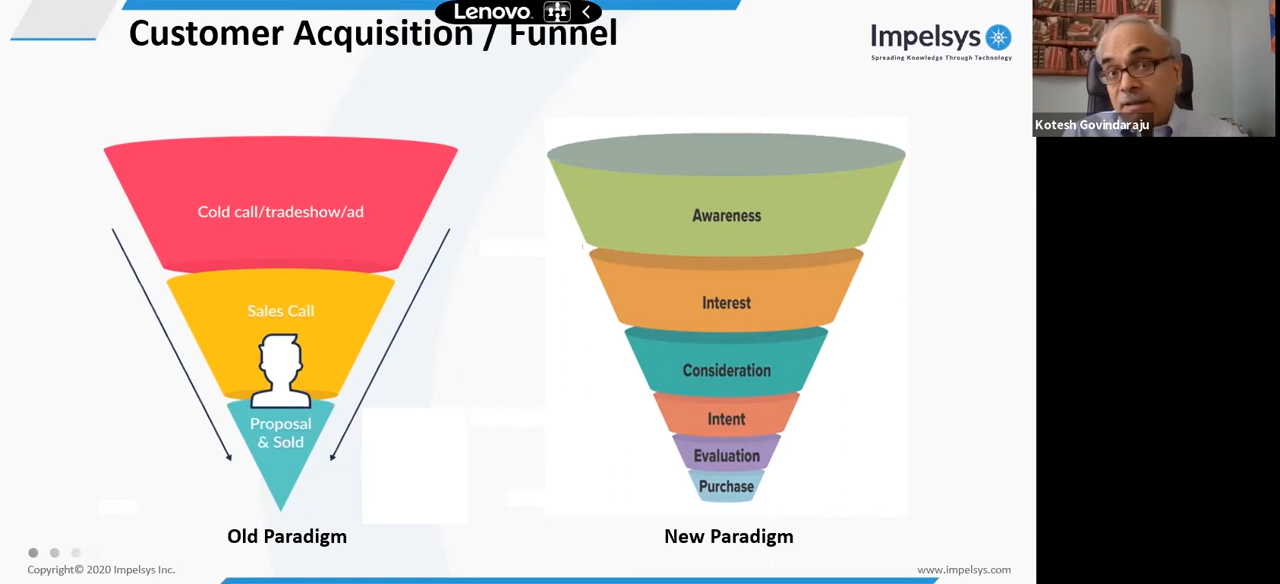 Lenovo
Customer Acquisition / Funnel
Impelsys
Spreading Knowledge Through Technology
Kotesh Govindaraju
Cold call/tradeshow/ad
Sales Call
Proposal
& Sold
Old Paradigm
Awareness
Interest
Consideration
Intent
Evaluation
Purchase
New Paradigm
Copyright© 2020 Impelsys Inc.
www.impelsys.com